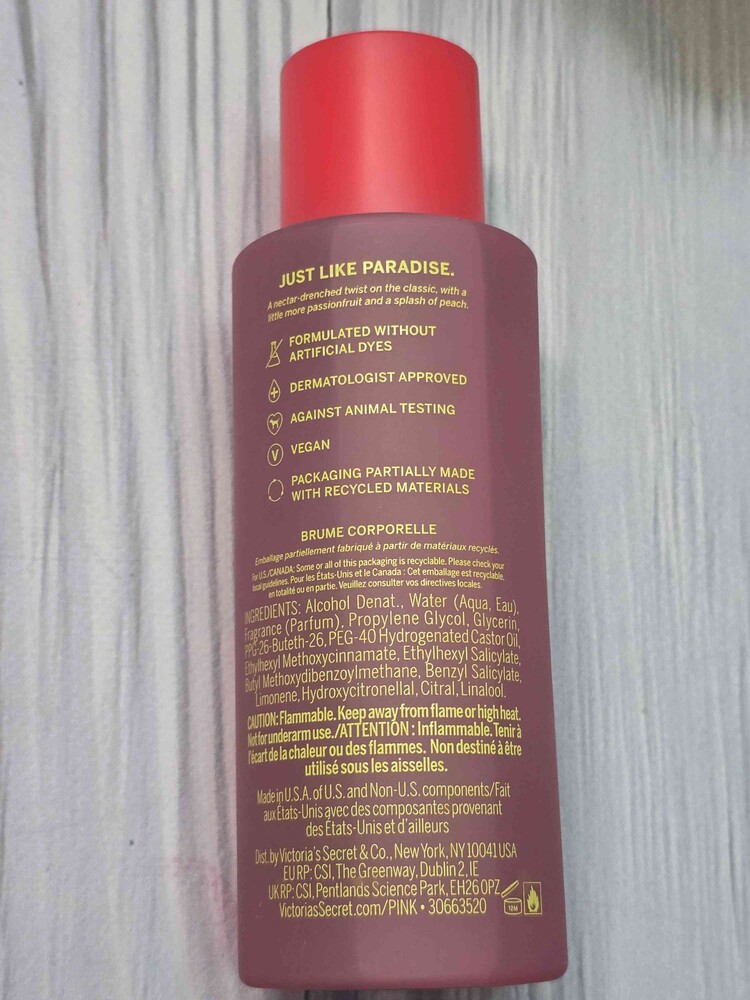 JUST LIKE PARADISE.
A nectar-drenched twist on the classic, with a
little more passionfruit and a splash of peach.
FORMULATED WITHOUT
ARTIFICIAL DYES
DERMATOLOGIST APPROVED
AGAINST ANIMAL TESTING
V
VEGAN
PACKAGING PARTIALLY MADE
WITH RECYCLED MATERIALS
BRUME CORPORELLE
Emballage partiellement fabriqué à partir de matériaux recyclés.
For U.S./CANADA: Some or all of this packaging is recyclable. Please check your
local guidelines. Pour les États-Unis et le Canada : Cet emballage est recyclable,
en totalité ou en partie. Veuillez consulter vos directives locales.
INGREDIENTS: Alcohol Denat., Water (Aqua, Eau),
Fragrance (Parfum), Propylene Glycol, Glycerin,
PPG-26-Buteth-26, PEG-40 Hydrogenated Castor Oil,
Ethylhexyl Methoxycinnamate, Ethylhexyl Salicylate,
Butyl Methoxydibenzoylmethane, Benzyl Salicylate,
Limonene, Hydroxycitronellal, Citral, Linalool.
CAUTION: Flammable. Keep away from flame or high heat.
Not for underarm use./ATTENTION : Inflammable. Tenir à
l'écart de la chaleur ou des flammes. Non destiné à être
utilisé sous les aisselles.
Made in U.S.A. of U.S. and Non-U.S. components/Fait
aux États-Unis avec des composantes provenant
des États-Unis et d'ailleurs
Dist. by Victoria's Secret & Co., New York, NY 10041 USA
EU RP: CSI, The Greenway, Dublin 2, IE
UK RP: CSI, Pentlands Science Park, EH26 0PZ
VictoriasSecret.com/PINK • 30663520
12M